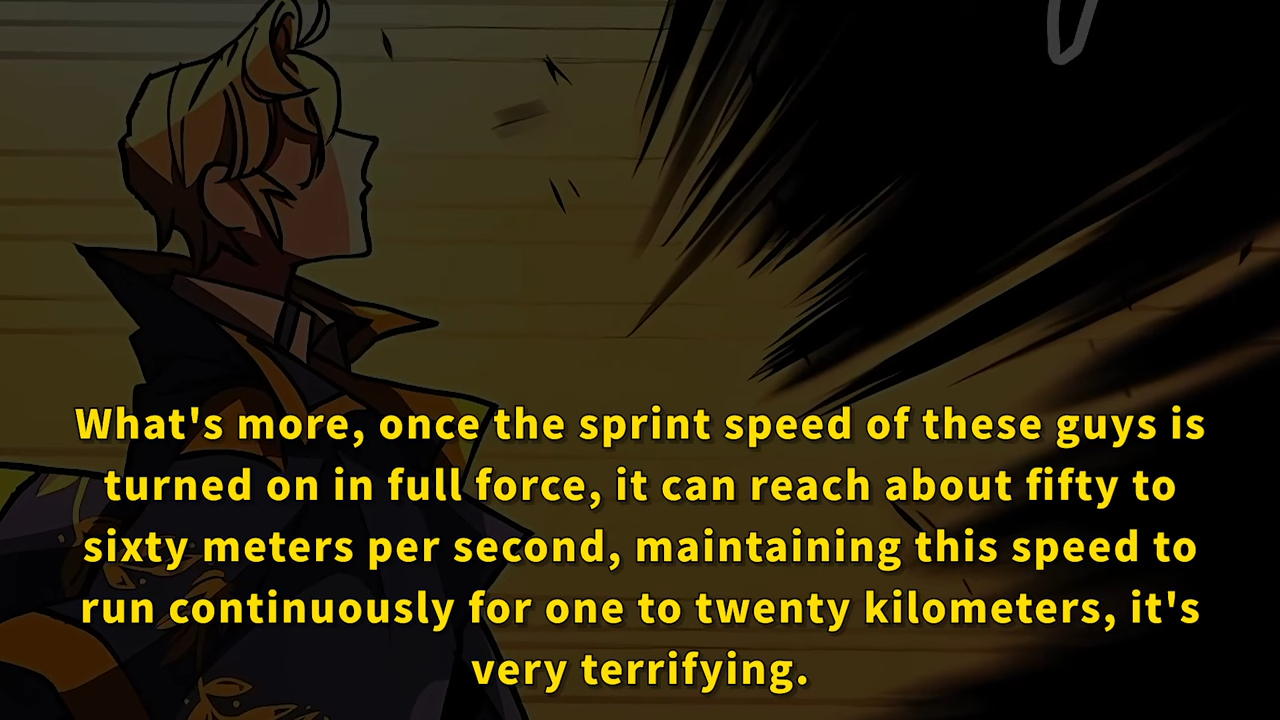 What's more, once the sprint speed of these guys is
turned on in full force, it can reach about fifty to
sixty meters per second, maintaining this speed to
run continuously for one to twenty kilometers, it's
very terrifying.